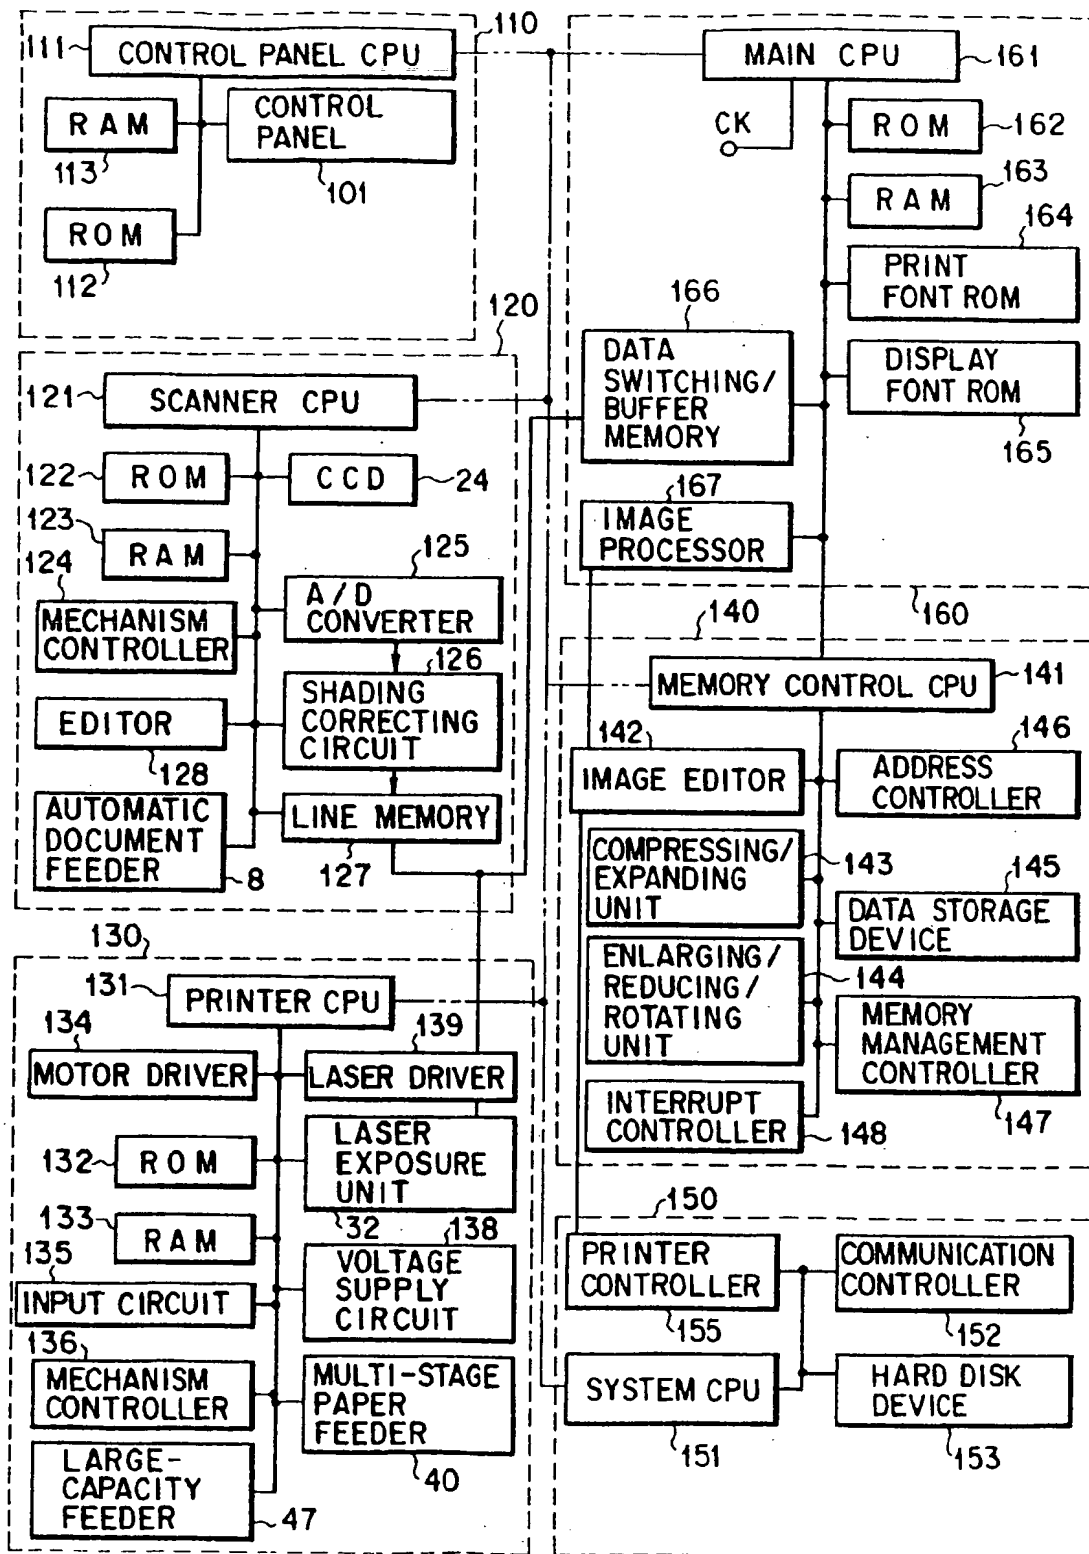 110
111
CONTROL PANEL CPU
RAM
113
CONTROL
PANEL
101
ROM
112
120
121
SCANNER CPU
122
ROM
CCD
24
123
RAM
124
MECHANISM
CONTROLLER
125
A/D
CONVERTER
126
SHADING
CORRECTING
CIRCUIT
EDITOR
128
AUTOMATIC
DOCUMENT
FEEDER
8
LINE MEMORY
127
130
131
PRINTER CPU
134
MOTOR DRIVER
139
LASER DRIVER
132
ROM
LASER
EXPOSURE
UNIT
32
133
RAM
138
VOLTAGE
SUPPLY
CIRCUIT
135
INPUT CIRCUIT
136
MECHANISM
CONTROLLER
MULTI-STAGE
PAPER
FEEDER
40
LARGE-
CAPACITY
FEEDER
47
MAIN CPU
161
CK
ROM
162
163
RAM
164
PRINT
FONT ROM
166
DATA
SWITCHING/
BUFFER
MEMORY
DISPLAY
FONT ROM
165
167
IMAGE
PROCESSOR
160
140
MEMORY CONTROL CPU
141
142
IMAGE EDITOR
146
ADDRESS
CONTROLLER
COMPRESSING/
EXPANDING
UNIT
143
145
DATA STORAGE
DEVICE
ENLARGING/
REDUCING/
ROTATING
UNIT
144
MEMORY
MANAGEMENT
CONTROLLER
147
INTERRUPT
CONTROLLER
148
150
PRINTER
CONTROLLER
155
COMMUNICATION
CONTROLLER
152
SYSTEM CPU
151
HARD DISK
DEVICE
153